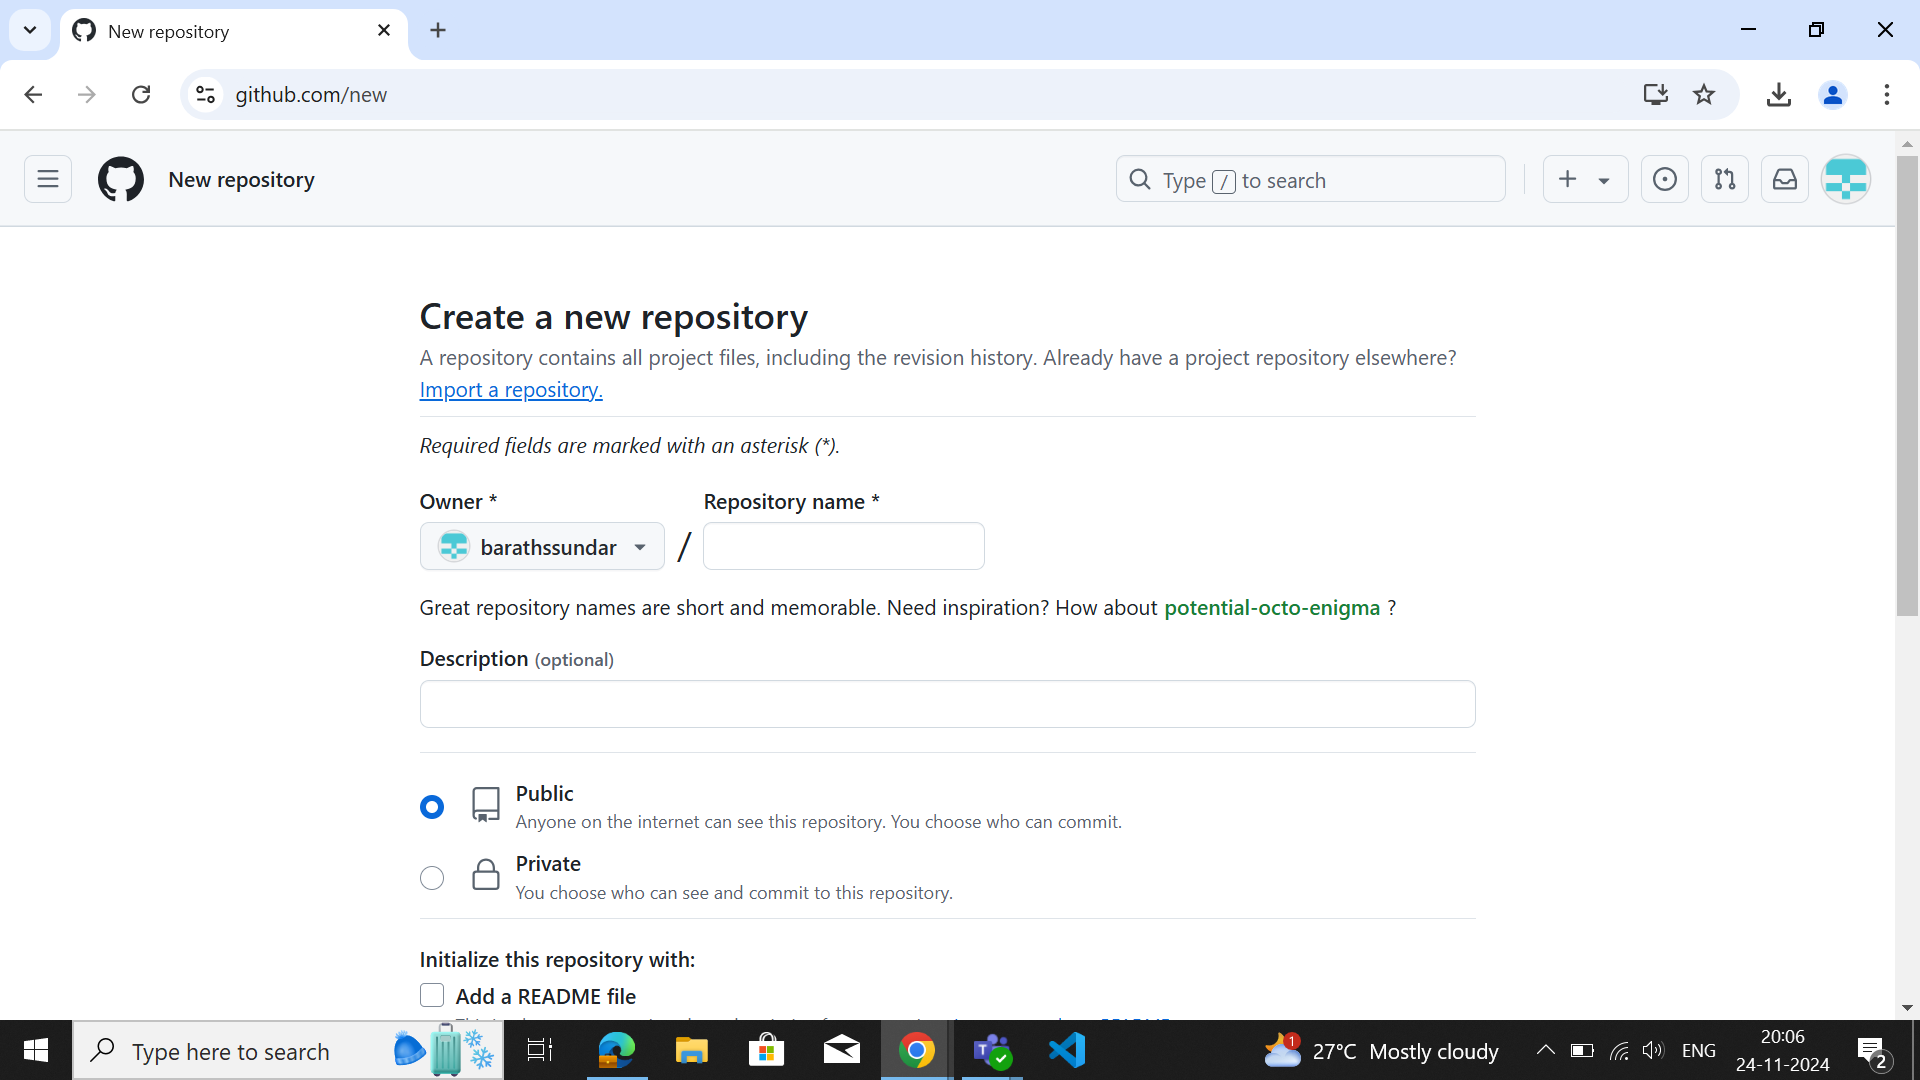 New repository
github.com/new
New repository
Type / to search
Create a new repository
A repository contains all project files, including the revision history. Already have a project repository elsewhere?
Import a repository.
Required fields are marked with an asterisk (*).
Owner *
Repository name *
barathssundar
/
Great repository names are short and memorable. Need inspiration? How about potential-octo-enigma ?
Description (optional)
Public
Anyone on the internet can see this repository. You choose who can commit.
Private
You choose who can see and commit to this repository.
Initialize this repository with:
Add a README file
Type here to search
1
27°C Mostly cloudy
ENG
20:06
24-11-2024
2